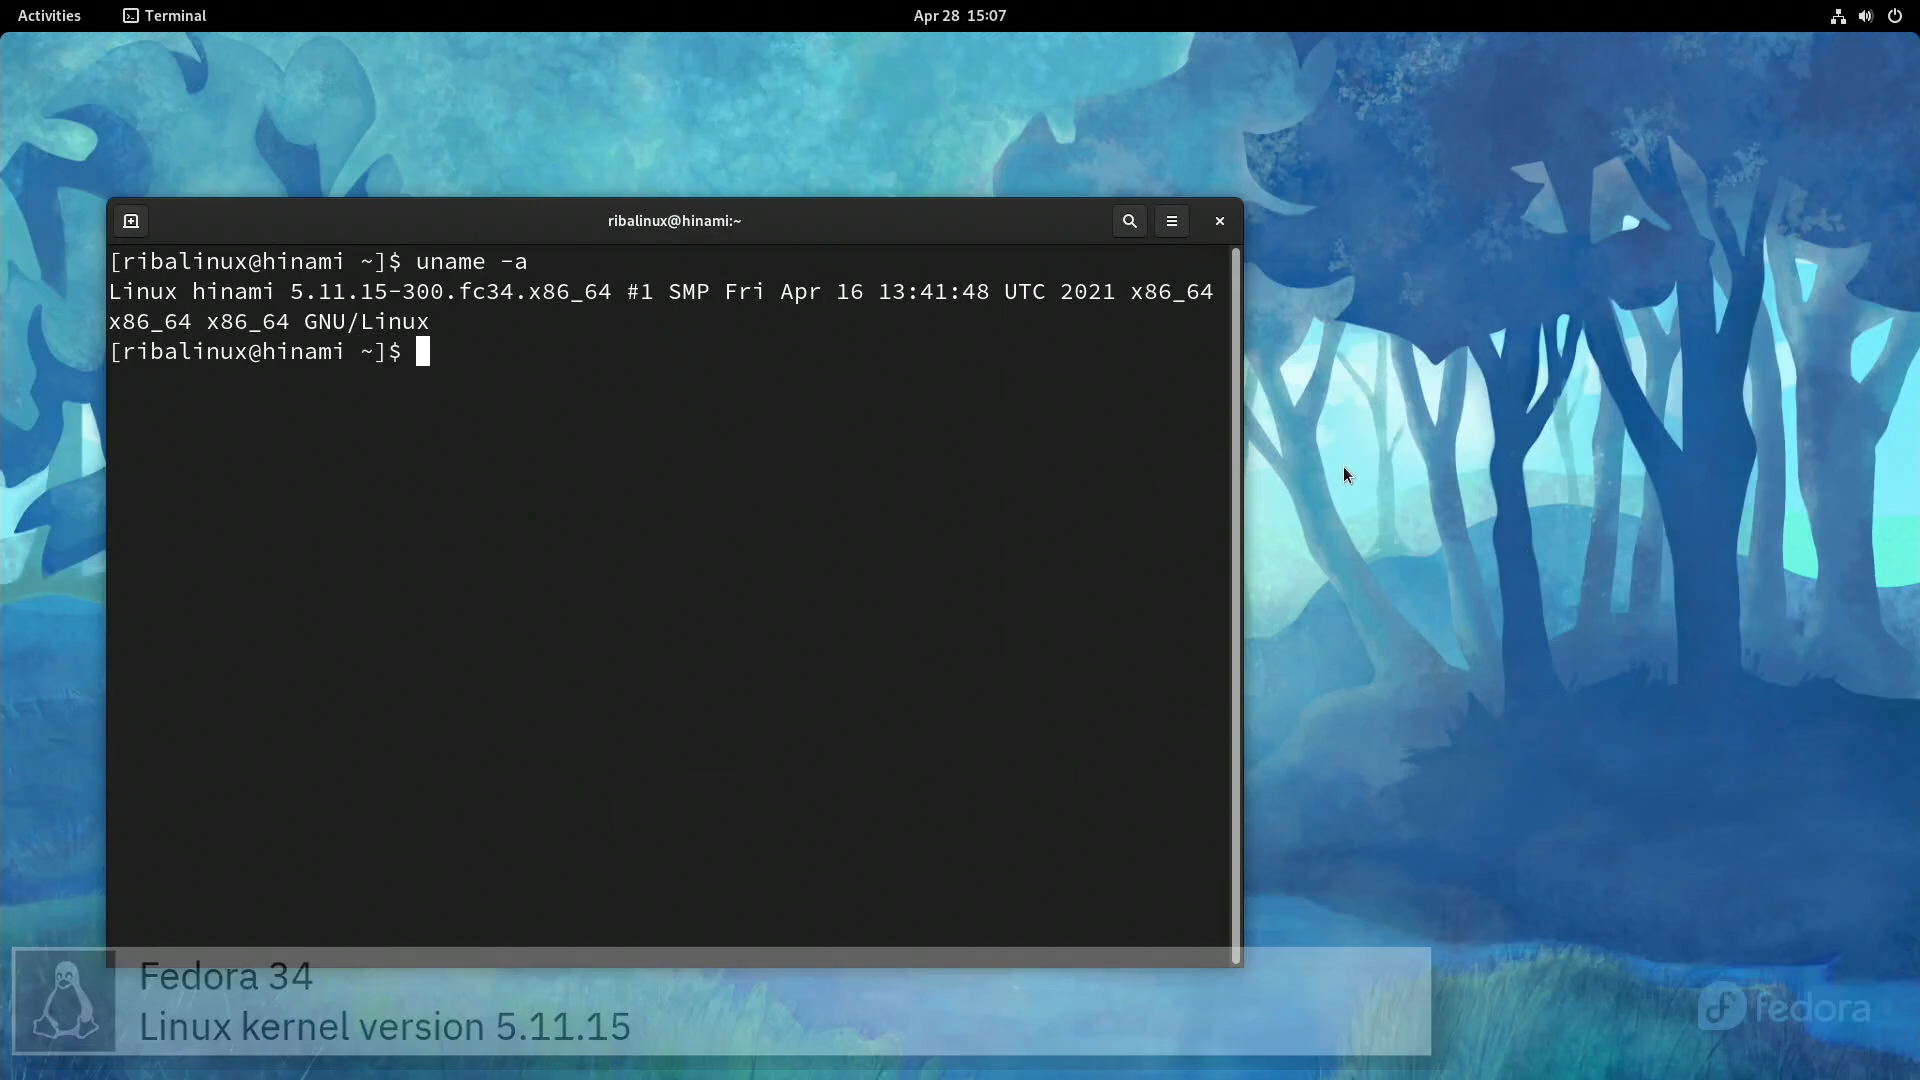 Activities
Terminal
Apr 28 15:07
ribalinux@hinami:~
[ribalinux@hinami ~]$ uname -a
Linux hinami 5.11.15-300.fc34.x86_64 #1 SMP Fri Apr 16 13:41:48 UTC 2021 x86_64
x86_64 x86_64 GNU/Linux
[ribalinux@hinami ~]$
Fedora 34
Linux kernel version 5.11.15
fedora